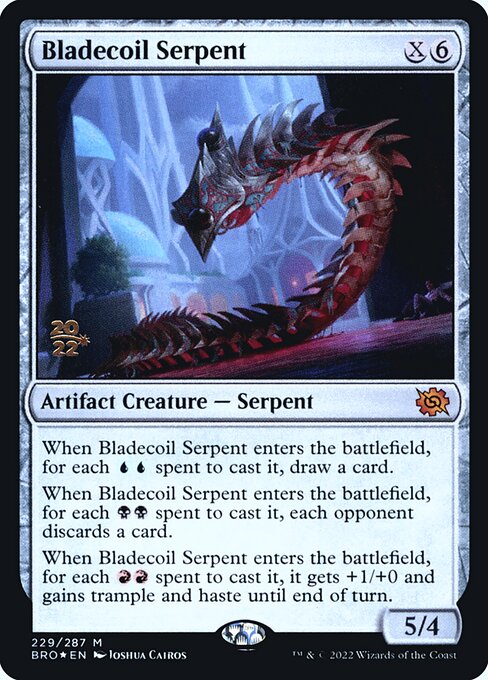 Bladecoil Serpent X 6
20
22
Artifact Creature — Serpent
When Bladecoil Serpent enters the battlefield,
for each spent to cast it, draw a card.
When Bladecoil Serpent enters the battlefield,
for each spent to cast it, each opponent
discards a card.
When Bladecoil Serpent enters the battlefield,
for each spent to cast it, it gets +1/+0 and
gains trample and haste until end of turn.
5/4
229/287 M
BRO★EN Joshua Cairos
™ & © 2022 Wizards of the Coast